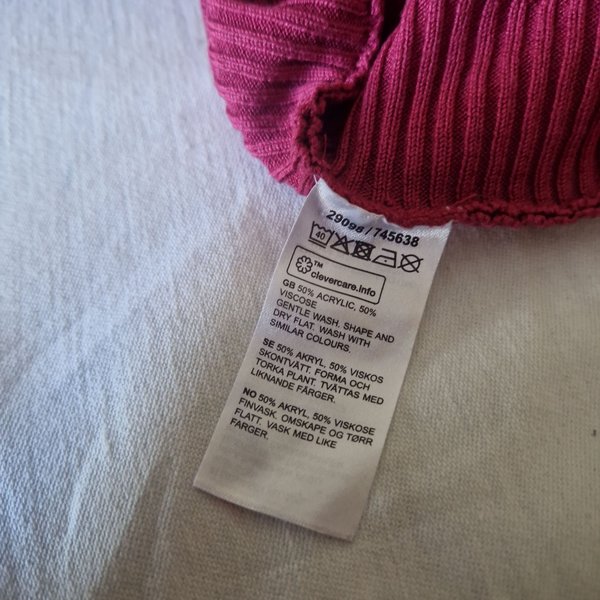 29098 / 745638
40
™
clevercare.info
GB 50% ACRYLIC, 50%
VISCOSE
GENTLE WASH. SHAPE AND
DRY FLAT. WASH WITH
SIMILAR COLOURS.
SE 50% AKRYL, 50% VISKOS
SKONTVÄTT, FORMA OCH
TORKA PLANT. TVÄTTAS MED
LIKNANDE FÄRGER.
NO 50% AKRYL, 50% VISKOSE
FINVASK. OMSKAPE OG TØRR
FLATT. VASK MED LIKE
FARGER.